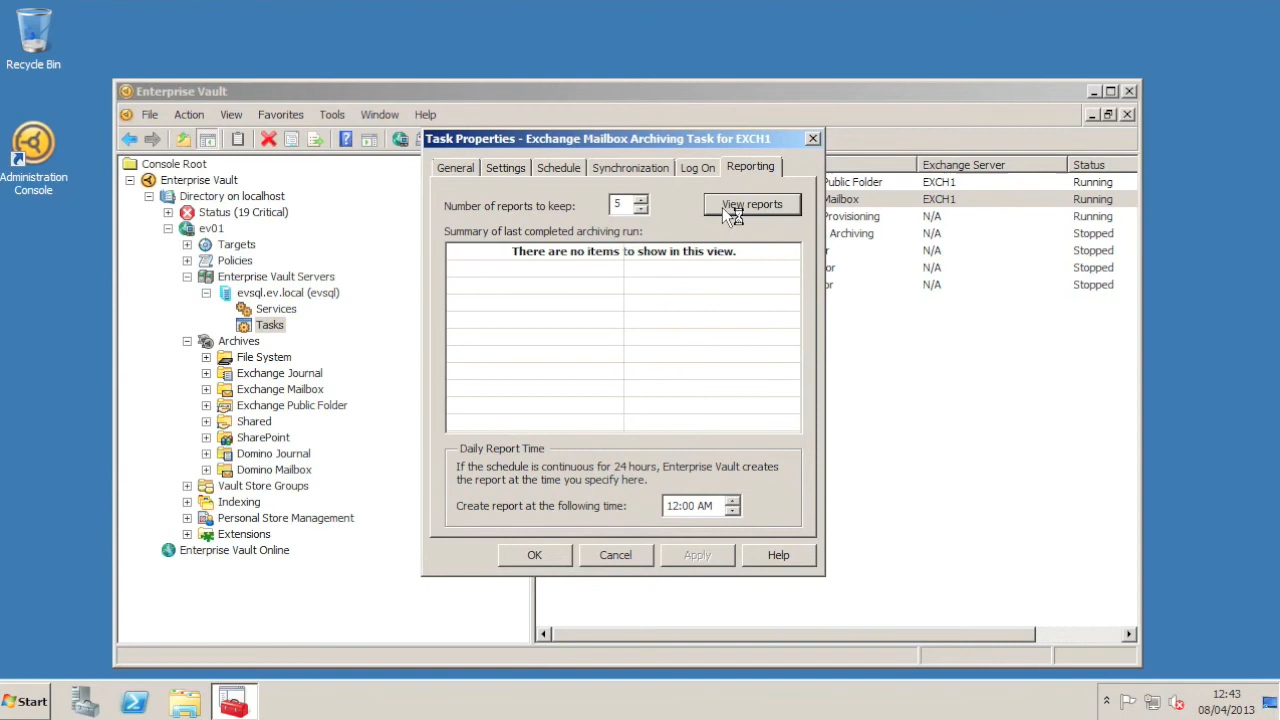 Recycle Bin
Administration
Console
Enterprise Vault
File Action View Favorites Tools Window Help
Console Root
Enterprise Vault
Directory on localhost
Status (19 Critical)
ev01
Targets
Policies
Enterprise Vault Servers
evsql.ev.local (evsql)
Services
Tasks
Archives
File System
Exchange Journal
Exchange Mailbox
Exchange Public Folder
Shared
SharePoint
Domino Journal
Domino Mailbox
Vault Store Groups
Indexing
Personal Store Management
Extensions
Enterprise Vault Online
Task Properties - Exchange Mailbox Archiving Task for EXCH1
General Settings Schedule Synchronization Log On Reporting
Number of reports to keep: 5 View reports
Summary of last completed archiving run:
There are no items to show in this view.
Daily Report Time
If the schedule is continuous for 24 hours, Enterprise Vault creates
the report at the time you specify here.
Create report at the following time: 12:00 AM
OK Cancel Apply Help
Exchange Server Status
Public Folder EXCH1 Running
Mailbox EXCH1 Running
Provisioning N/A Running
Archiving N/A Stopped
or N/A Stopped
or N/A Stopped
or N/A Stopped
Start
12:43
08/04/2013